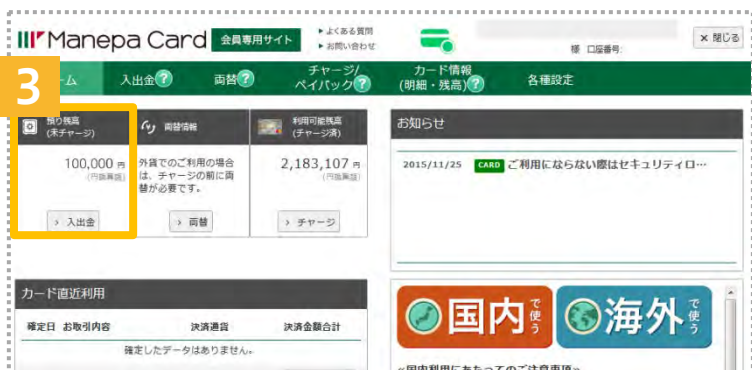 Manepa Card 会員専用サイト
よくある質問
お問い合わせ
様 口座番号:
× 閉じる
3
ーム
入出金?
両替?
チャージ/
ペイバック?
カード情報
(明細・残高)?
各種設定
預り残高
(未チャージ)
100,000 円
(円換算額)
> 入出金
両替情報
外貨でのご利用の場合
は、チャージの前に両
替が必要です。
> 両替
利用可能残高
(チャージ済)
2,183,107 円
(円換算額)
> チャージ
お知らせ
2015/11/25 CARD ご利用にならない際はセキュリティロ…
カード直近利用
確定日 お取引内容 決済通貨 決済金額合計
確定したデータはありません。
国内で使う
海外で使う